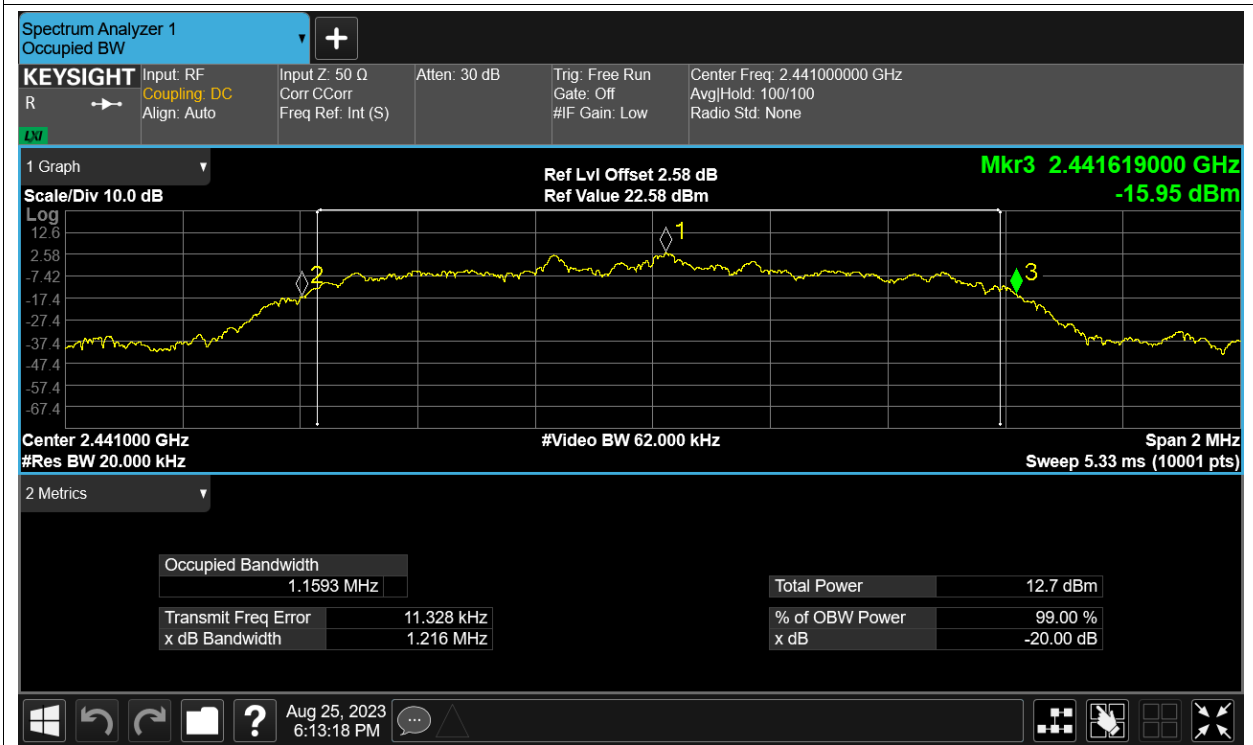 Spectrum Analyzer 1
Occupied BW
KEYSIGHT
R
LXI
Input: RF
Coupling: DC
Align: Auto
Input Z: 50 Ω
Corr CCorr
Freq Ref: Int (S)
Atten: 30 dB
Trig: Free Run
Gate: Off
#IF Gain: Low
Center Freq: 2.441000000 GHz
Avg|Hold: 100/100
Radio Std: None
1 Graph
Scale/Div 10.0 dB
Ref Lvl Offset 2.58 dB
Ref Value 22.58 dBm
Mkr3 2.441619000 GHz
-15.95 dBm
Log
12.6
2.58
-7.42
-17.4
-27.4
-37.4
-47.4
-57.4
-67.4
1
2
3
Center 2.441000 GHz
#Res BW 20.000 kHz
#Video BW 62.000 kHz
Span 2 MHz
Sweep 5.33 ms (10001 pts)
2 Metrics
Occupied Bandwidth
1.1593 MHz
Transmit Freq Error 11.328 kHz
x dB Bandwidth 1.216 MHz
Total Power 12.7 dBm
% of OBW Power 99.00 %
x dB -20.00 dB
?
Aug 25, 2023
6:13:18 PM